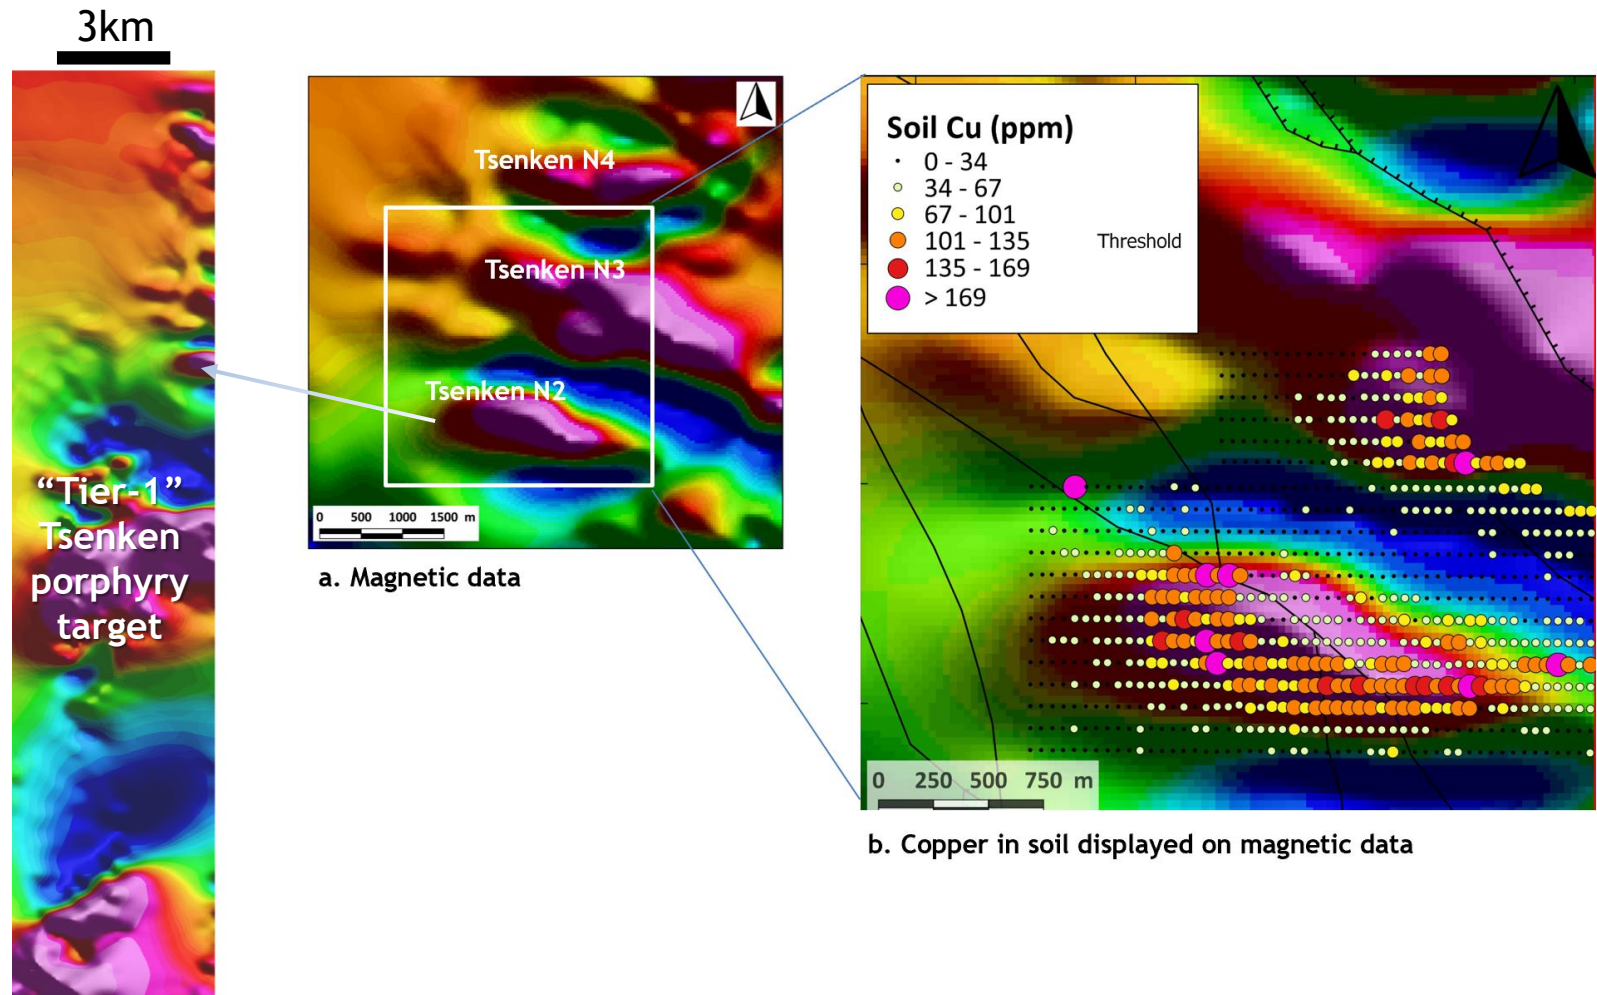 3km
“Tier-1”
Tsenken
porphyry
target
Tsenken N4
Tsenken N3
Tsenken N2
0 500 1000 1500 m
a. Magnetic data
Soil Cu (ppm)
0 - 34
34 - 67
67 - 101
101 - 135
Threshold
135 - 169
> 169
0 250 500 750 m
b. Copper in soil displayed on magnetic data